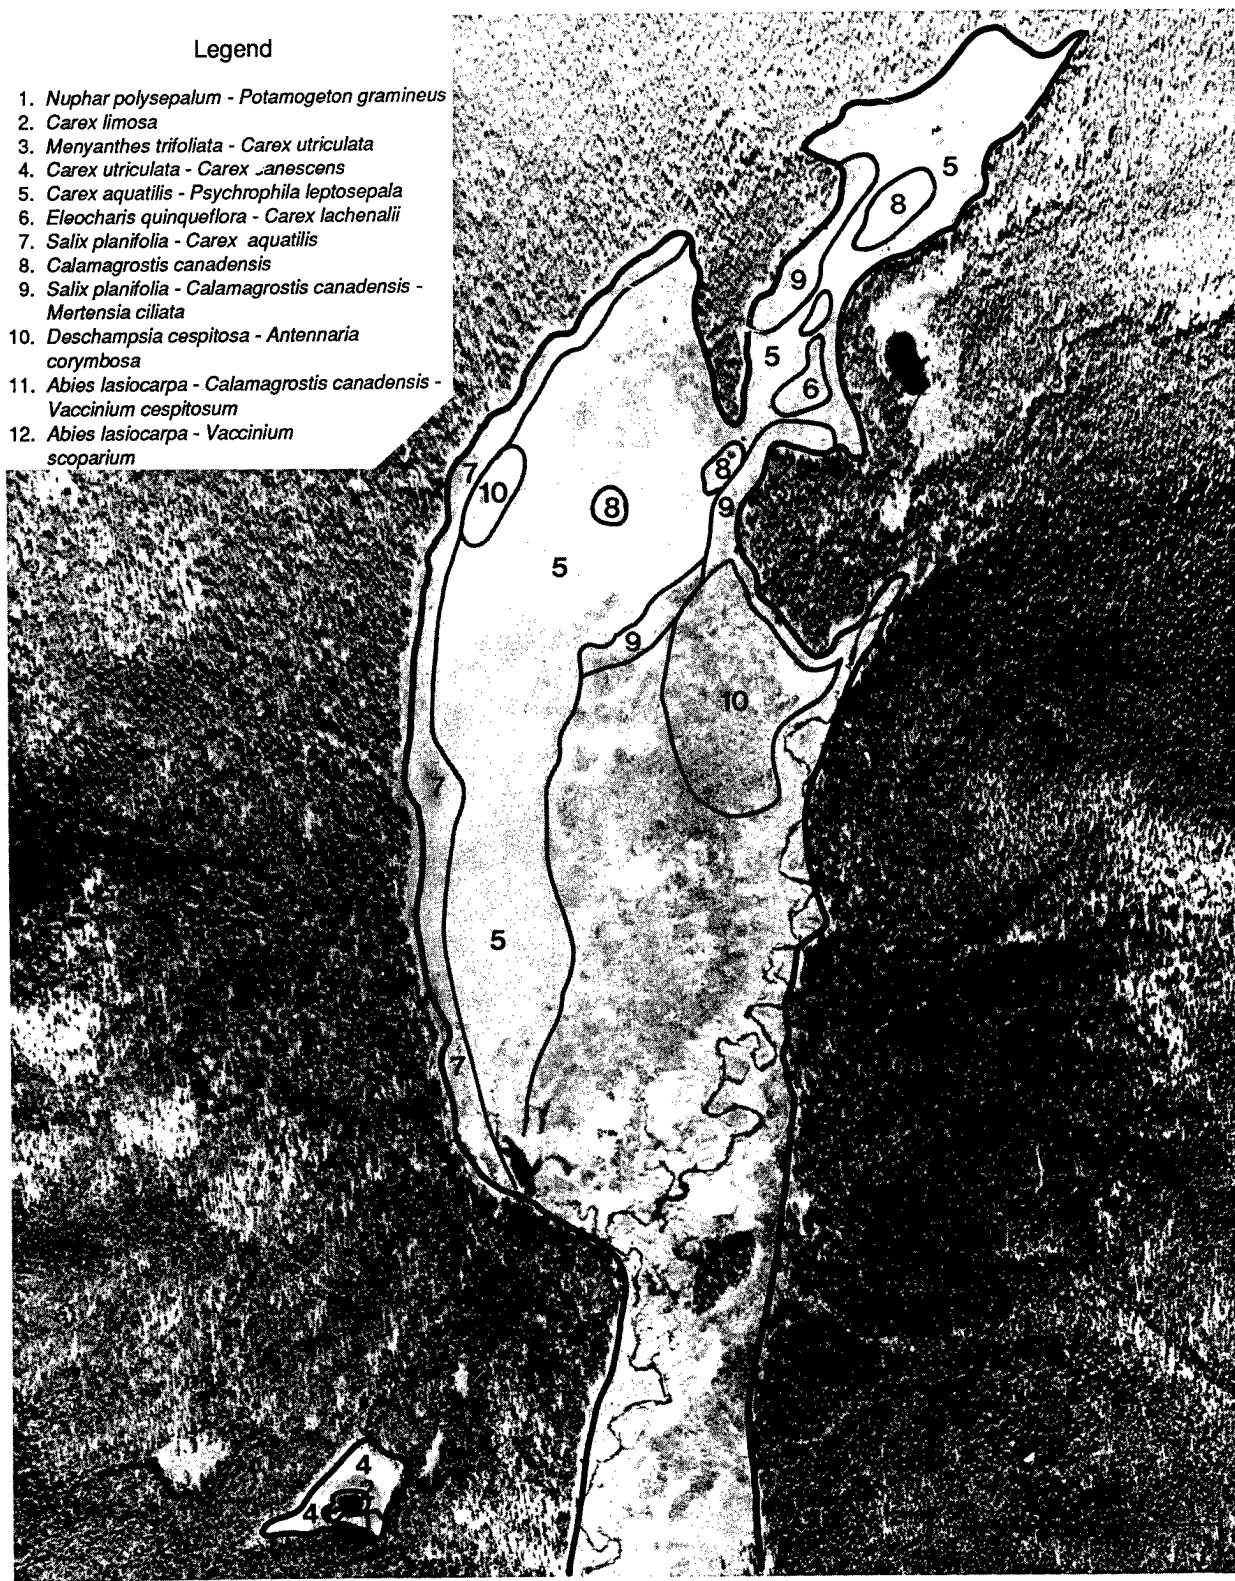 Legend
1. Nuphar polysepalum - Potamogeton gramineus
2. Carex limosa
3. Menyanthes trifoliata - Carex utriculata
4. Carex utriculata - Carex canescens
5. Carex aquatilis - Psychrophila leptosepala
6. Eleocharis quinqueflora - Carex lachenalii
7. Salix planifolia - Carex aquatilis
8. Calamagrostis canadensis
9. Salix planifolia - Calamagrostis canadensis -
Mertensia ciliata
10. Deschampsia cespitosa - Antennaria
corymbosa
11. Abies lasiocarpa - Calamagrostis canadensis -
Vaccinium cespitosum
12. Abies lasiocarpa - Vaccinium
scoparium
5
8
9
5
6
7
10
8
8*
9
5
9
10
7
5
7
4
4